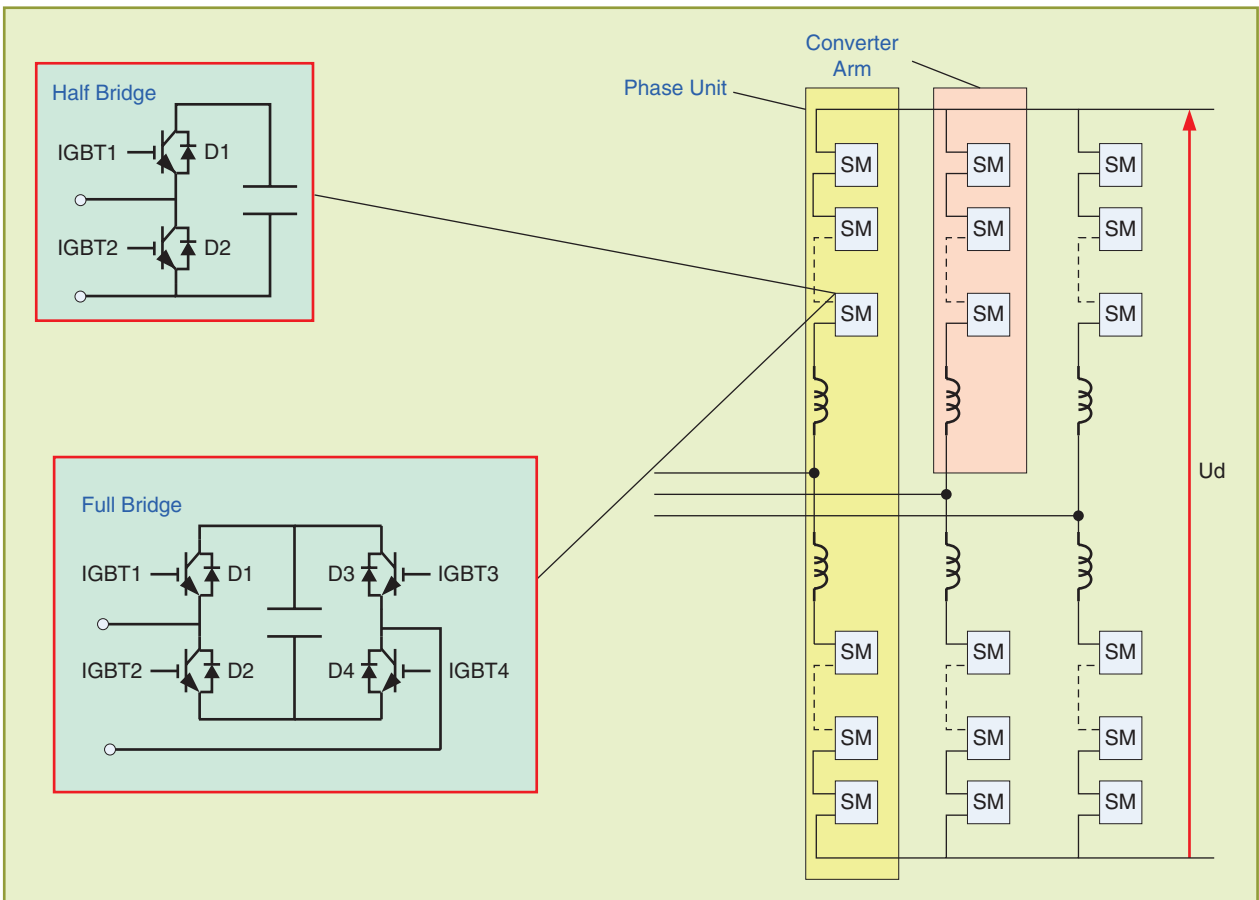 Converter
Arm
Phase Unit
Half Bridge
IGBT1
D1
IGBT2
D2
SM
SM
SM
SM
SM
SM
SM
SM
SM
Ud
Full Bridge
IGBT1
D1
D3
IGBT3
IGBT2
D2
D4
IGBT4
SM
SM
SM
SM
SM
SM
SM
SM
SM